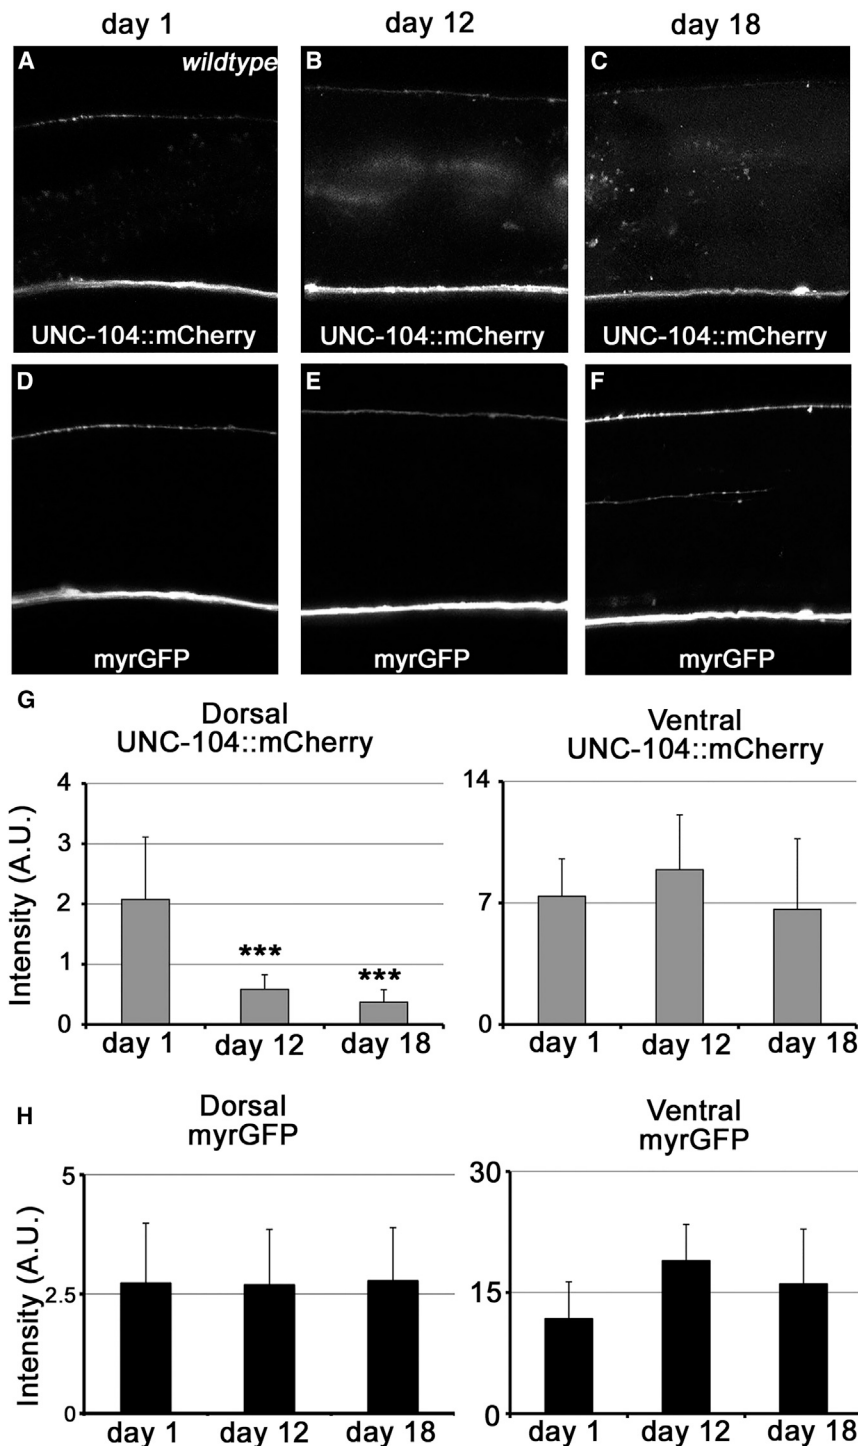 day 1
day 12
day 18
A
wildtype
B
C
UNC-104::mCherry
UNC-104::mCherry
UNC-104::mCherry
D
E
F
myrGFP
myrGFP
myrGFP
G
Dorsal
UNC-104::mCherry
Ventral
UNC-104::mCherry
Intensity (A.U.)
4
3
2
1
0
***
***
day 1
day 12
day 18
14
7
0
day 1
day 12
day 18
H
Dorsal
myrGFP
Ventral
myrGFP
Intensity (A.U.)
5
2.5
0
day 1
day 12
day 18
30
15
0
day 1
day 12
day 18